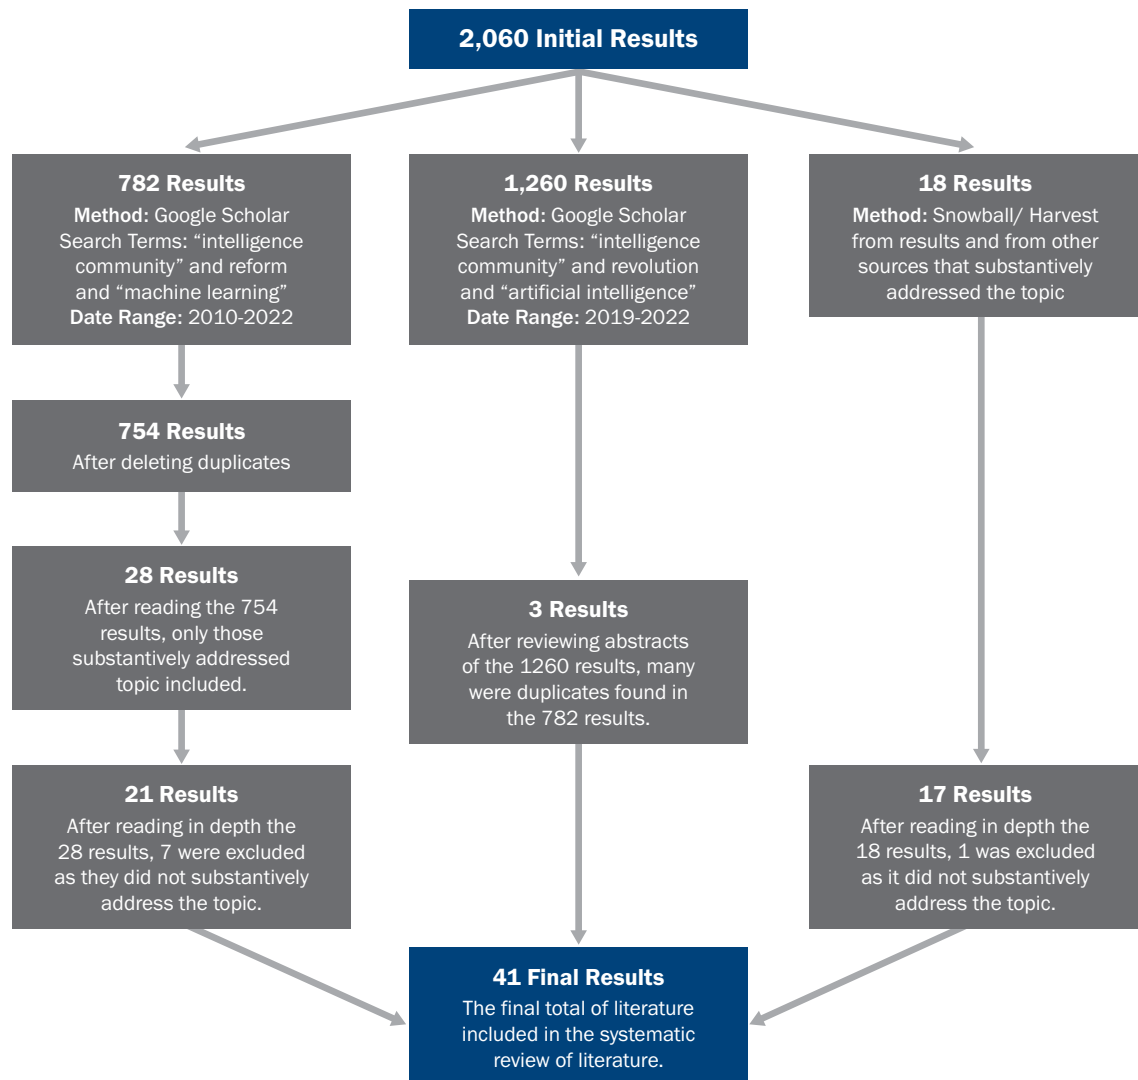 2,060 Initial Results
782 Results
Method: Google Scholar
Search Terms: “intelligence
community” and reform
and “machine learning”
Date Range: 2010-2022
1,260 Results
Method: Google Scholar
Search Terms: “intelligence
community” and revolution
and “artificial intelligence”
Date Range: 2019-2022
18 Results
Method: Snowball/ Harvest
from results and from other
sources that substantively
addressed the topic
754 Results
After deleting duplicates
28 Results
After reading the 754
results, only those
substantively addressed
topic included.
3 Results
After reviewing abstracts
of the 1260 results, many
were duplicates found in
the 782 results.
21 Results
After reading in depth the
28 results, 7 were excluded
as they did not substantively
address the topic.
17 Results
After reading in depth the
18 results, 1 was excluded
as it did not substantively
address the topic.
41 Final Results
The final total of literature
included in the systematic
review of literature.